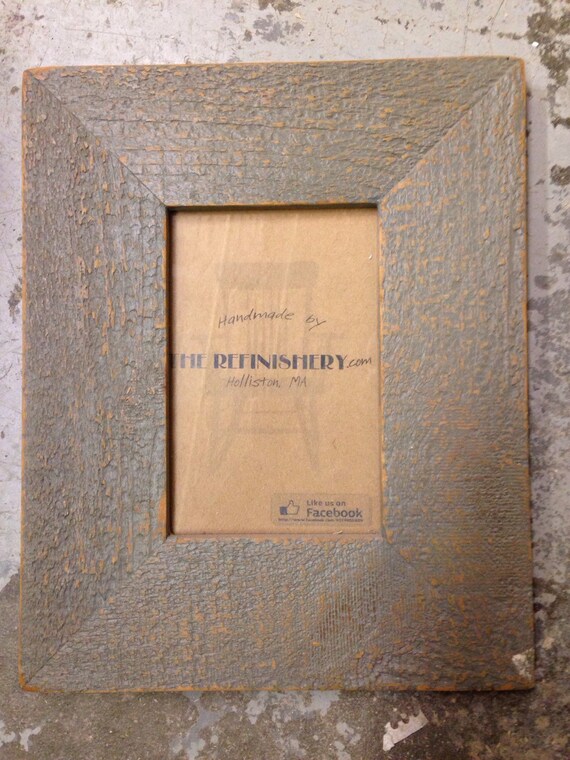 Handmade by
THE REFINISHERY.com
Holliston, MA
Like us on
Facebook